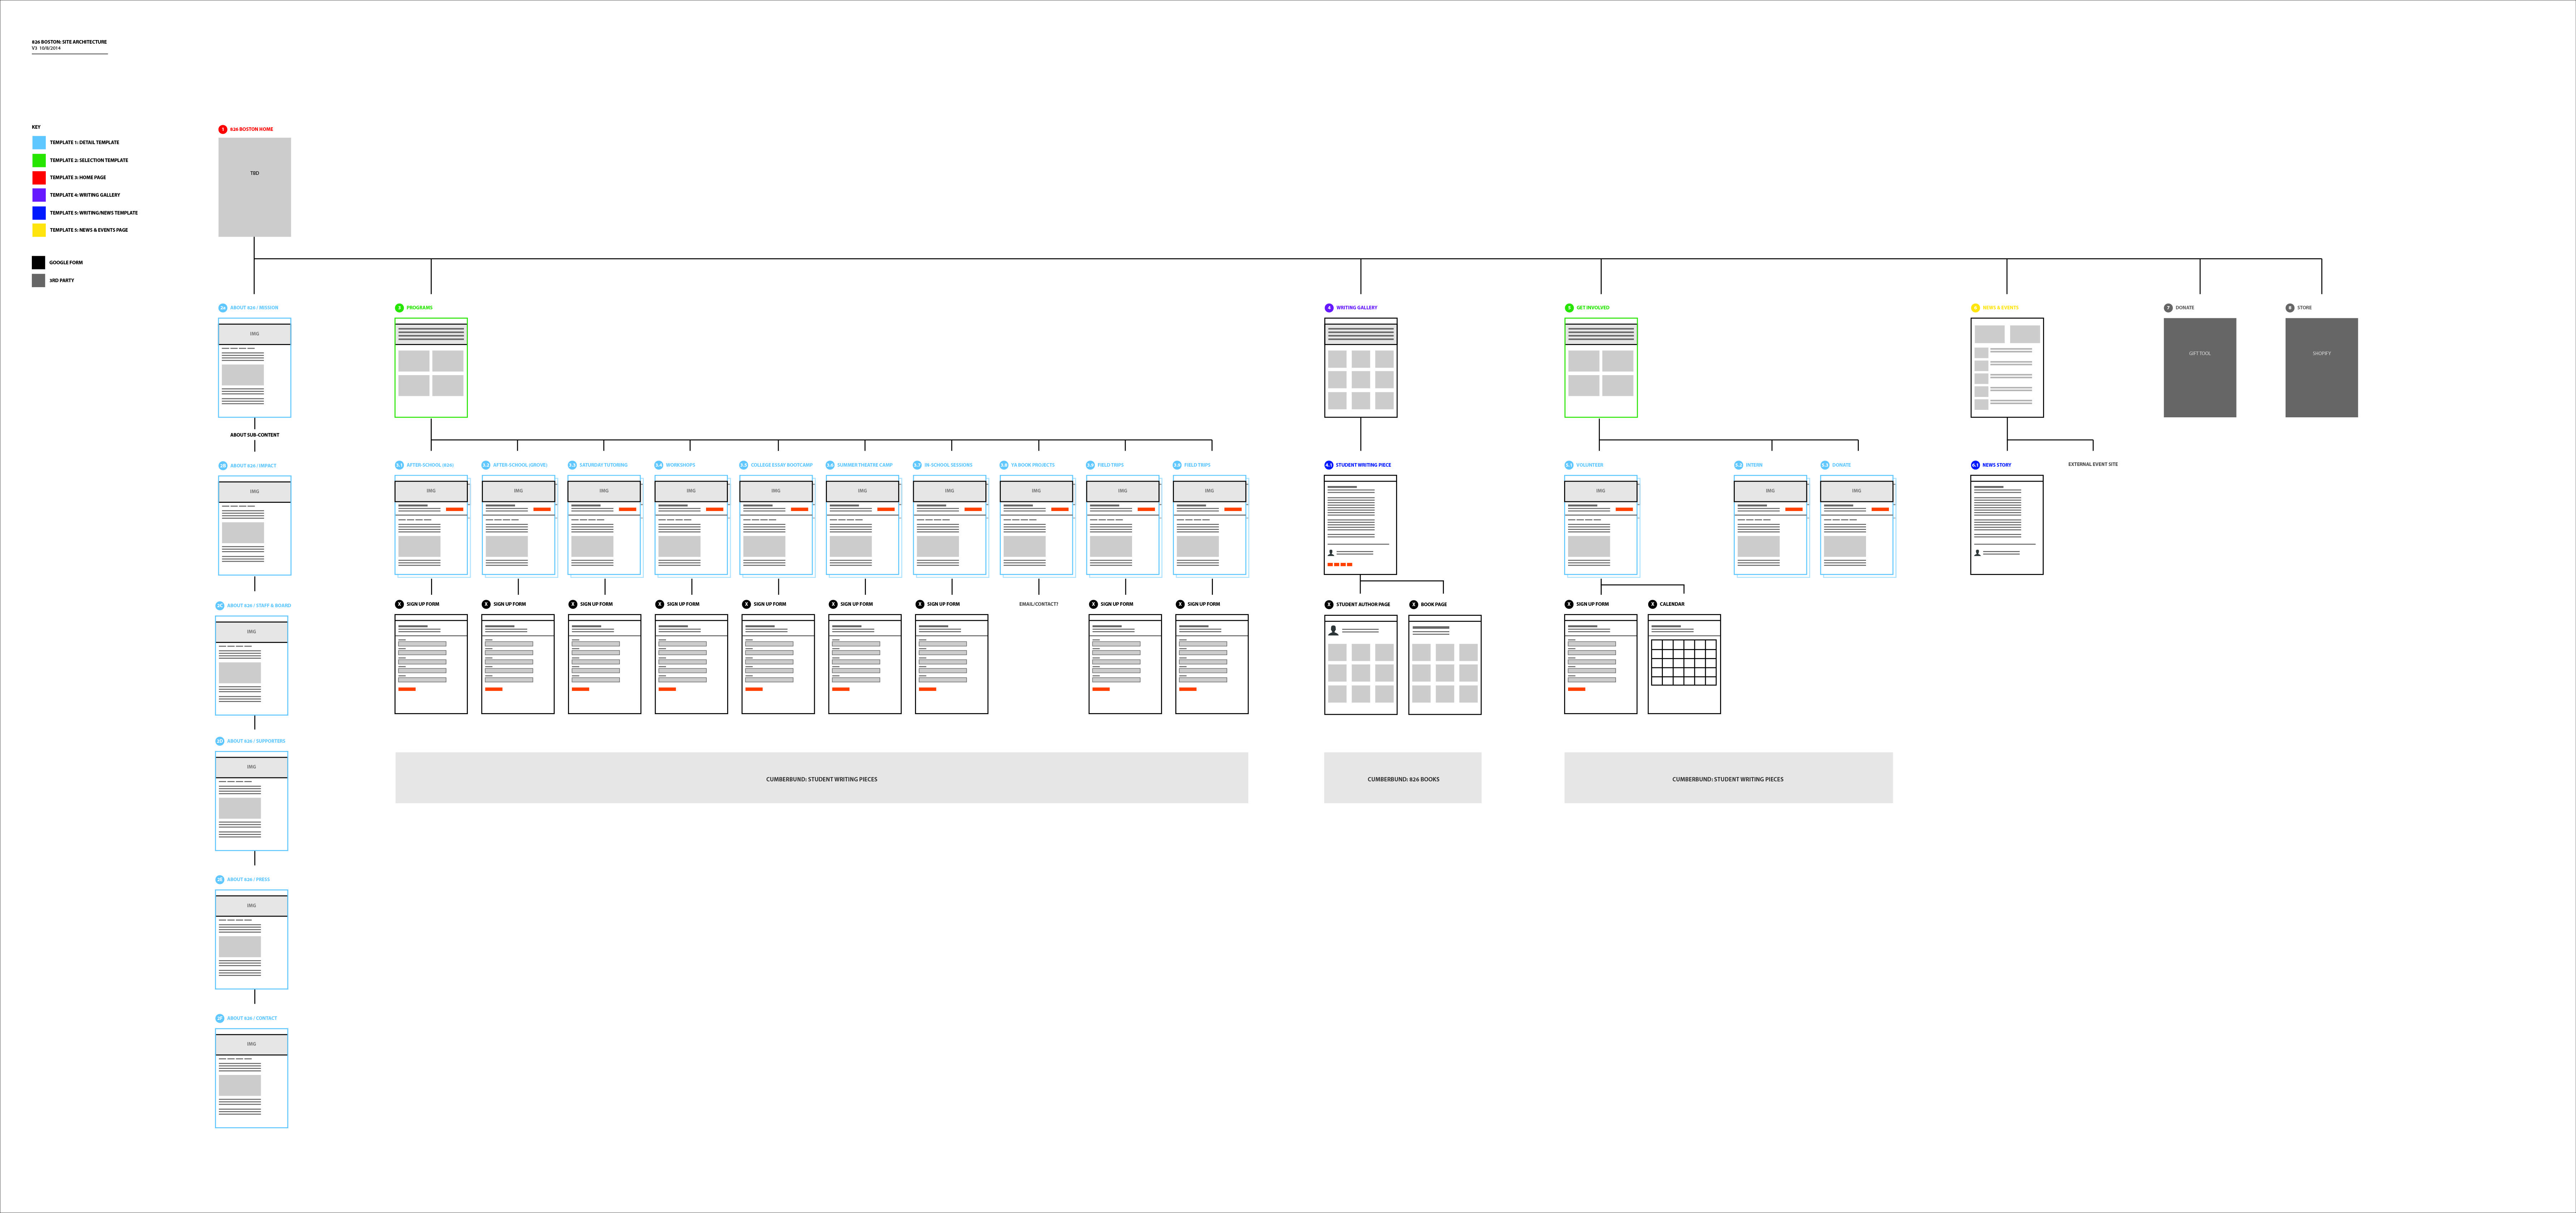 826 BOSTON: SITE ARCHITECTURE
V3 10/8/2014
KEY
TEMPLATE 1: DETAIL TEMPLATE
TEMPLATE 2: SELECTION TEMPLATE
TEMPLATE 3: HOME PAGE
TEMPLATE 4: WRITING GALLERY
TEMPLATE 5: WRITING/NEWS TEMPLATE
TEMPLATE 5: NEWS & EVENTS PAGE
GOOGLE FORM
3RD PARTY
1 826 BOSTON HOME
TBD
ABOUT 826 / MISSION
IMG
ABOUT SUB-CONTENT
ABOUT 826 / IMPACT
IMG
2C ABOUT 826 / STAFF & BOARD
IMG
2D ABOUT 826 / SUPPORTERS
IMG
2E ABOUT 826 / PRESS
IMG
2F ABOUT 826 / CONTACT
IMG
PROGRAMS
4 WRITING GALLERY
5 GET INVOLVED
NEWS & EVENTS
7 DONATE
GIFT TOOL
8 STORE
SHOPIFY
3.1 AFTER-SCHOOL (826)
3.2 AFTER-SCHOOL (GROVE)
3.3 SATURDAY TUTORING
3.4 WORKSHOPS
3.5 COLLEGE ESSAY BOOTCAMP
3.6 SUMMER THEATRE CAMP
3.7 IN-SCHOOL SESSIONS
3.8 YA BOOK PROJECTS
3.9 FIELD TRIPS
3.9 FIELD TRIPS
IMG IMG IMG IMG IMG IMG IMG IMG IMG IMG
4.1 STUDENT WRITING PIECE
5.1 VOLUNTEER
5.2 INTERN
5.3 DONATE
IMG IMG IMG
6.1 NEWS STORY
EXTERNAL EVENT SITE
X SIGN UP FORM
X SIGN UP FORM
X SIGN UP FORM
X SIGN UP FORM
X SIGN UP FORM
X SIGN UP FORM
X SIGN UP FORM
EMAIL/CONTACT?
X SIGN UP FORM
X SIGN UP FORM
X STUDENT AUTHOR PAGE
X BOOK PAGE
X SIGN UP FORM
X CALENDAR
CUMBERBUND: STUDENT WRITING PIECES
CUMBERBUND: 826 BOOKS
CUMBERBUND: STUDENT WRITING PIECES